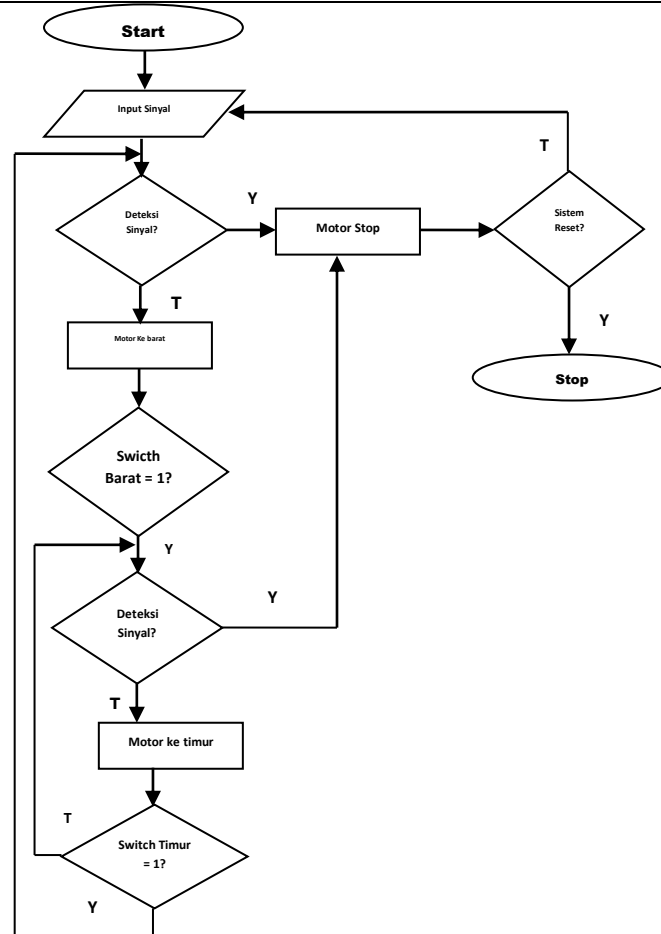 Start
Input Sinyal
T
Deteksi
Sinyal?
Y
Motor Stop
Sistem
Reset?
T
Motor Ke barat
Y
Stop
Swicth
Barat = 1?
Y
Deteksi
Sinyal?
Y
T
Motor ke timur
T
Switch Timur
= 1?
Y